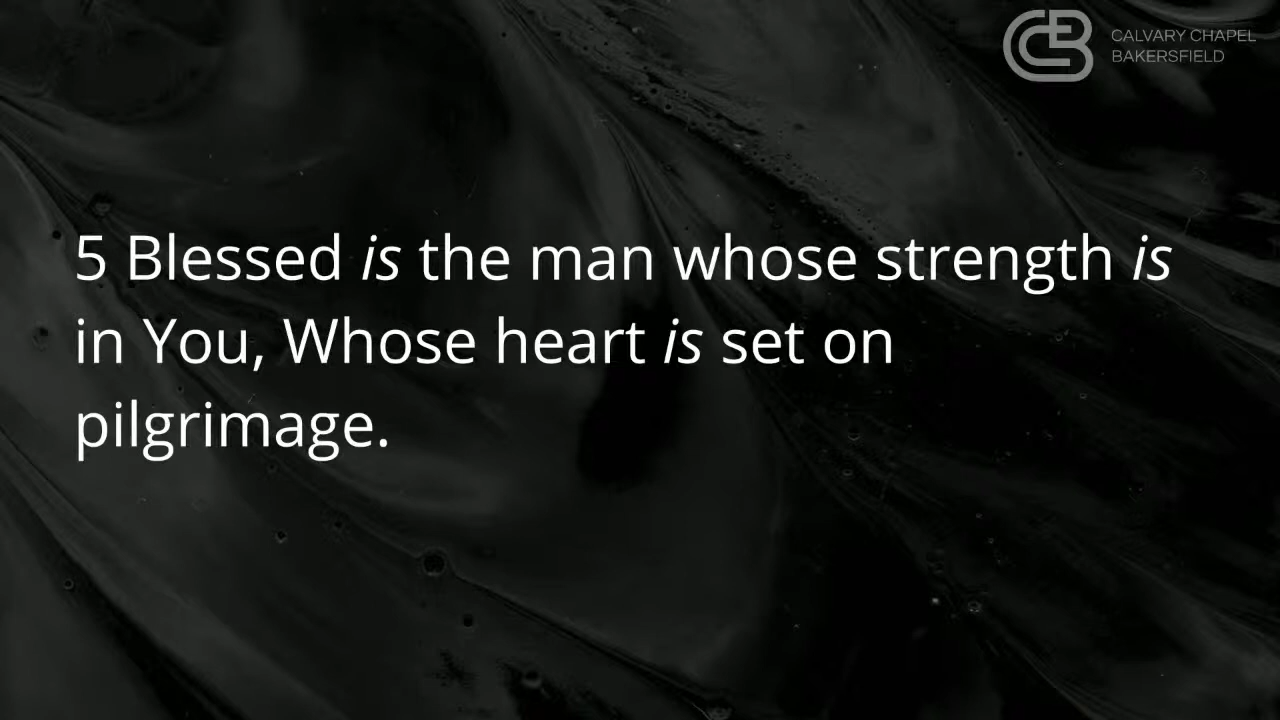 CALVARY CHAPEL
BAKERSFIELD
5 Blessed is the man whose strength is
in You, Whose heart is set on
pilgrimage.